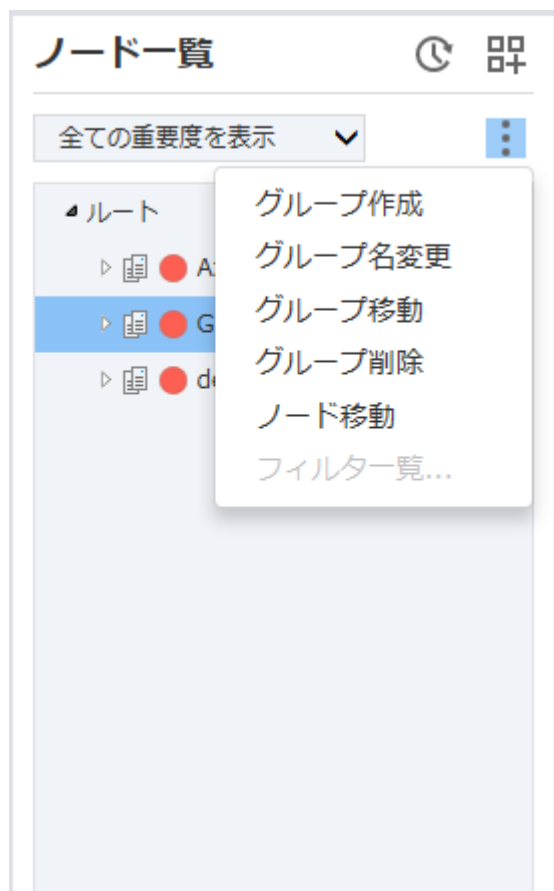 ノード一覧
全ての重要度を表示
ルート
グループ作成
グループ名変更
グループ移動
グループ削除
ノード移動
フィルタ一覧...